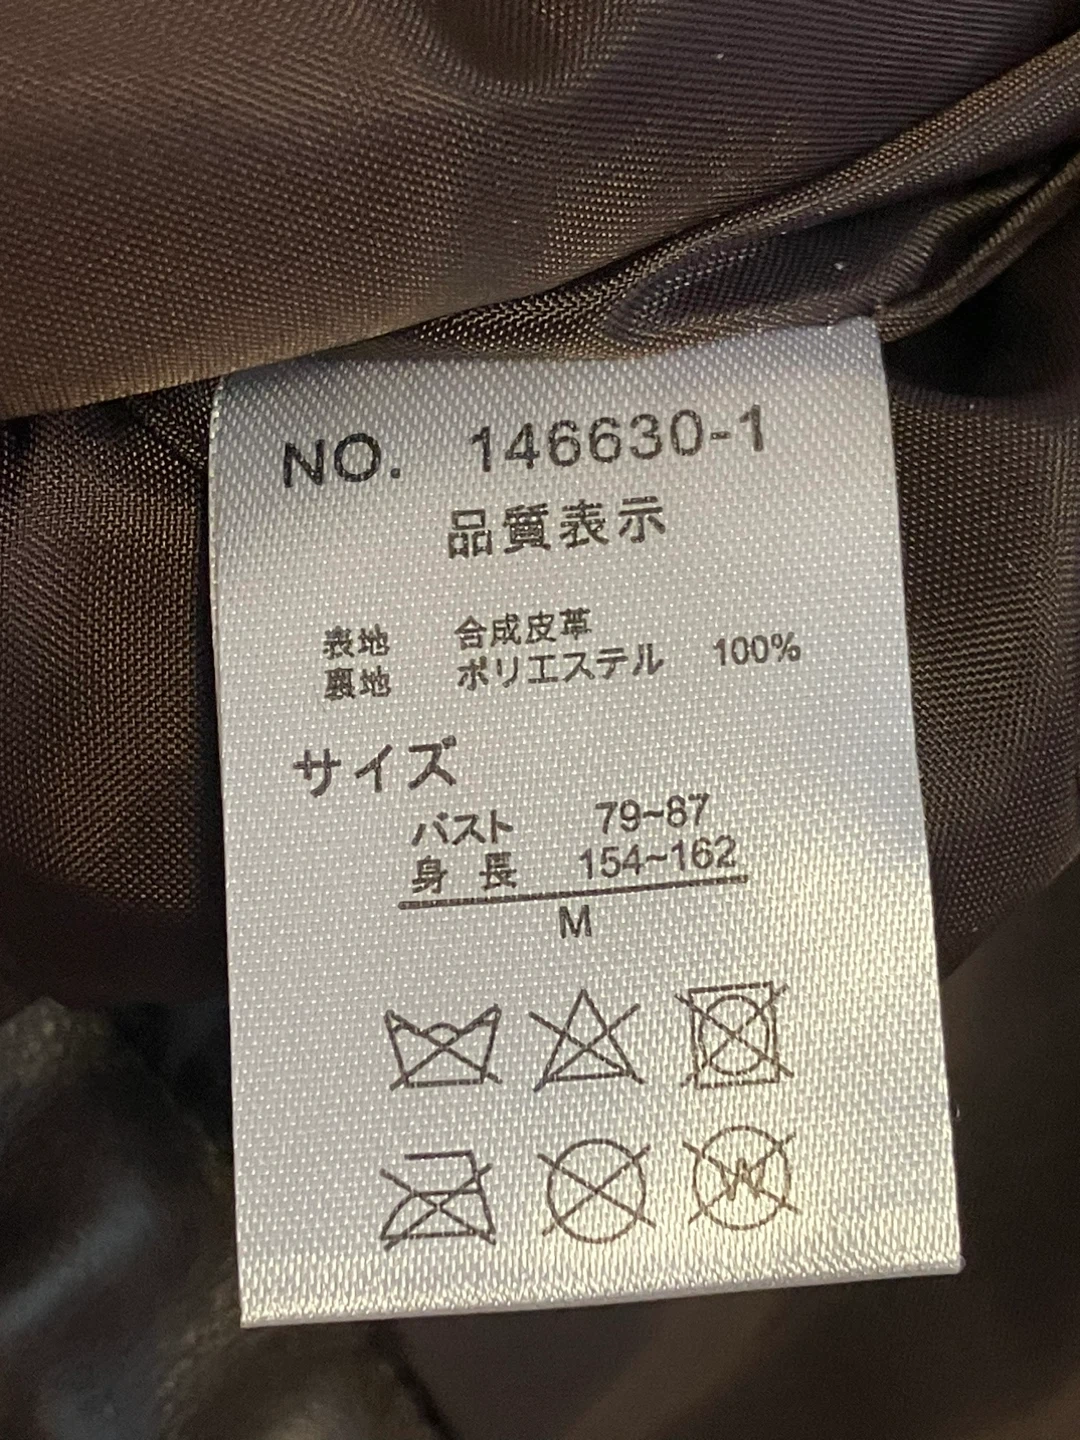 NO. 146630-1
品質表示
表地 合成皮革
裏地 ポリエステル 100%
サイズ
バスト 79~87
身長 154~162
M
W